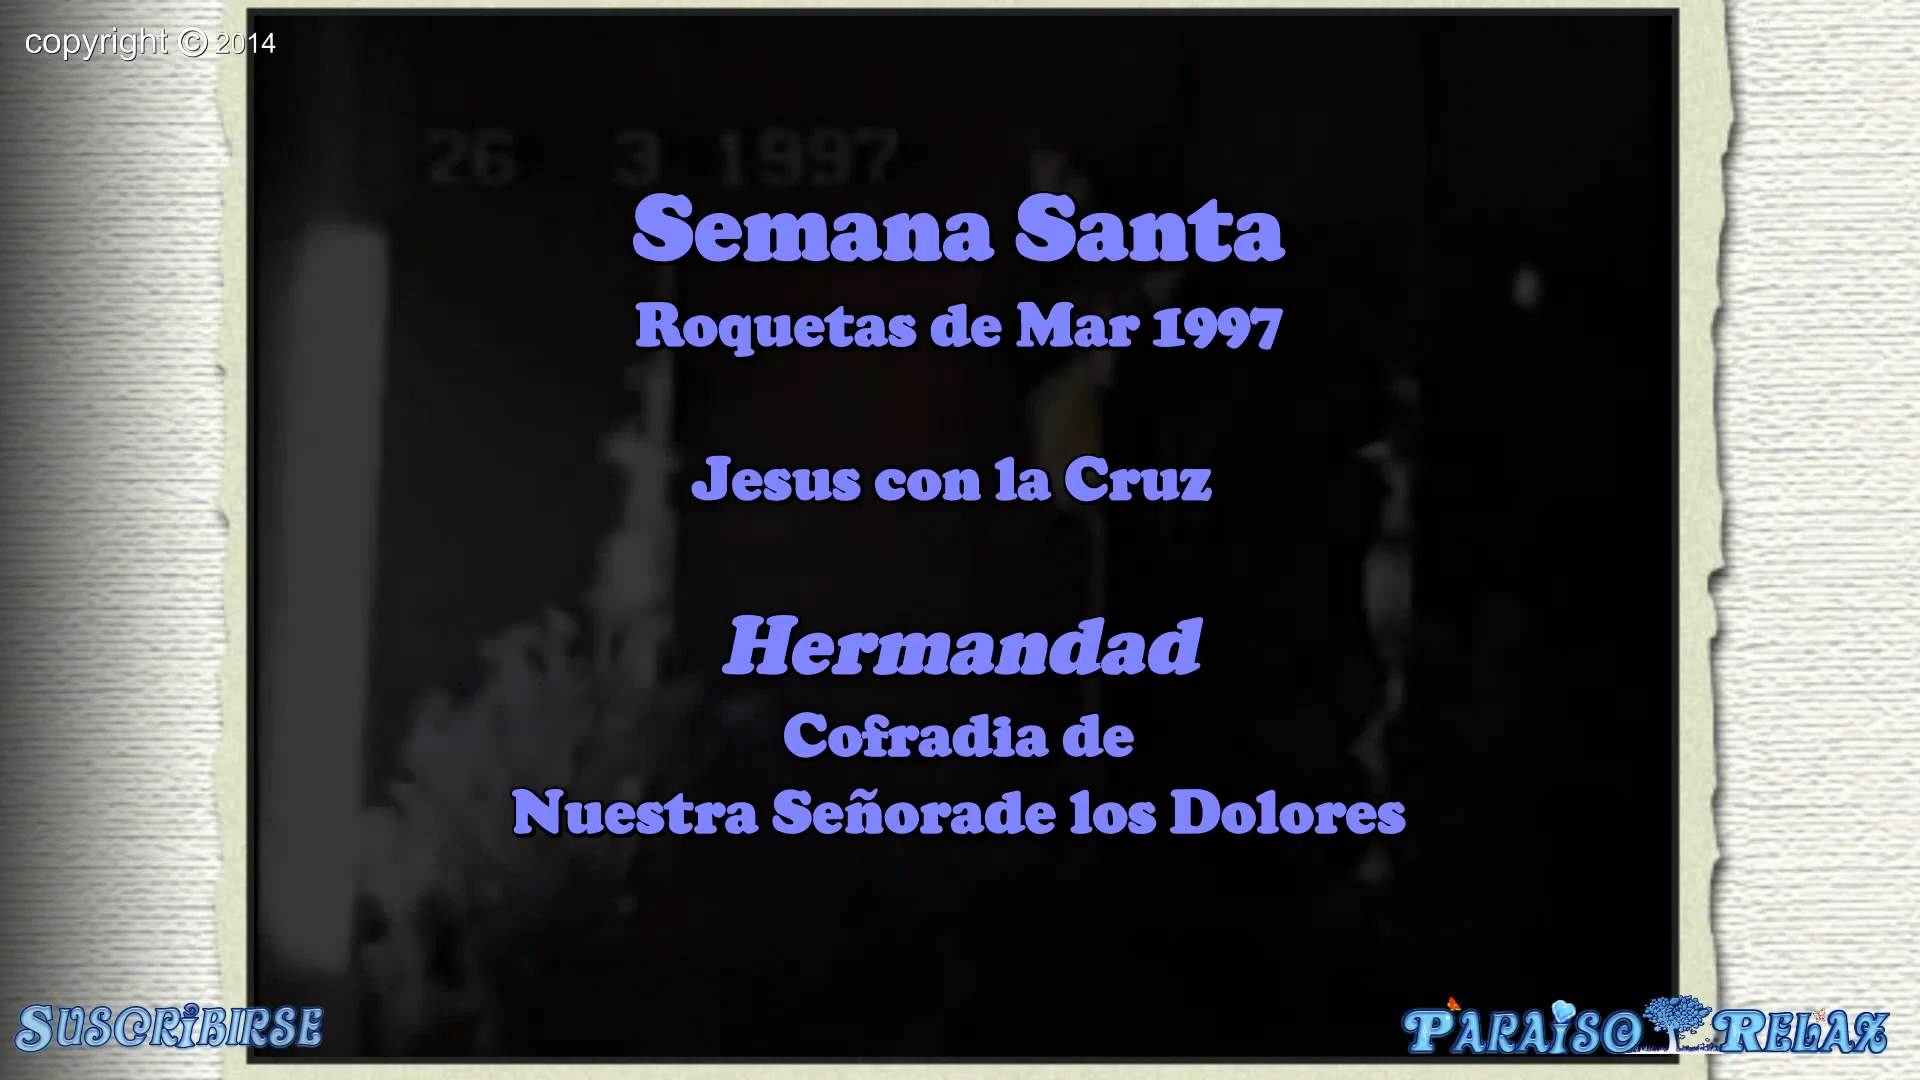 copyright © 2014
26 3 1997
Semana Santa
Roquetas de Mar 1997
Jesus con la Cruz
Hermandad
Cofradia de
Nuestra Señorade los Dolores
SUSCRIBIRSE
PARAISO RELAX